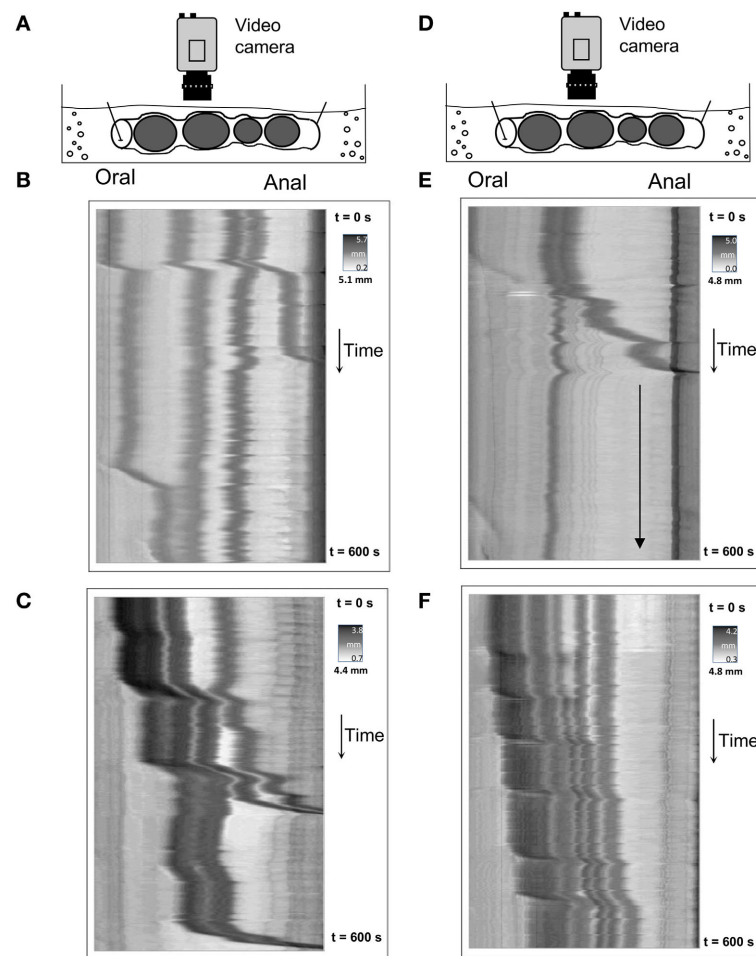 A
Video
camera
D
Video
camera
Oral
Anal
Oral
Anal
B
t = 0 s
5.7
mm
0.2
5.1 mm
Time
t = 600 s
E
t = 0 s
5.0
mm
0.0
4.8 mm
Time
t = 600 s
C
t = 0 s
3.8
mm
0.7
4.4 mm
Time
t = 600 s
F
t = 0 s
4.2
mm
0.3
4.8 mm
Time
t = 600 s